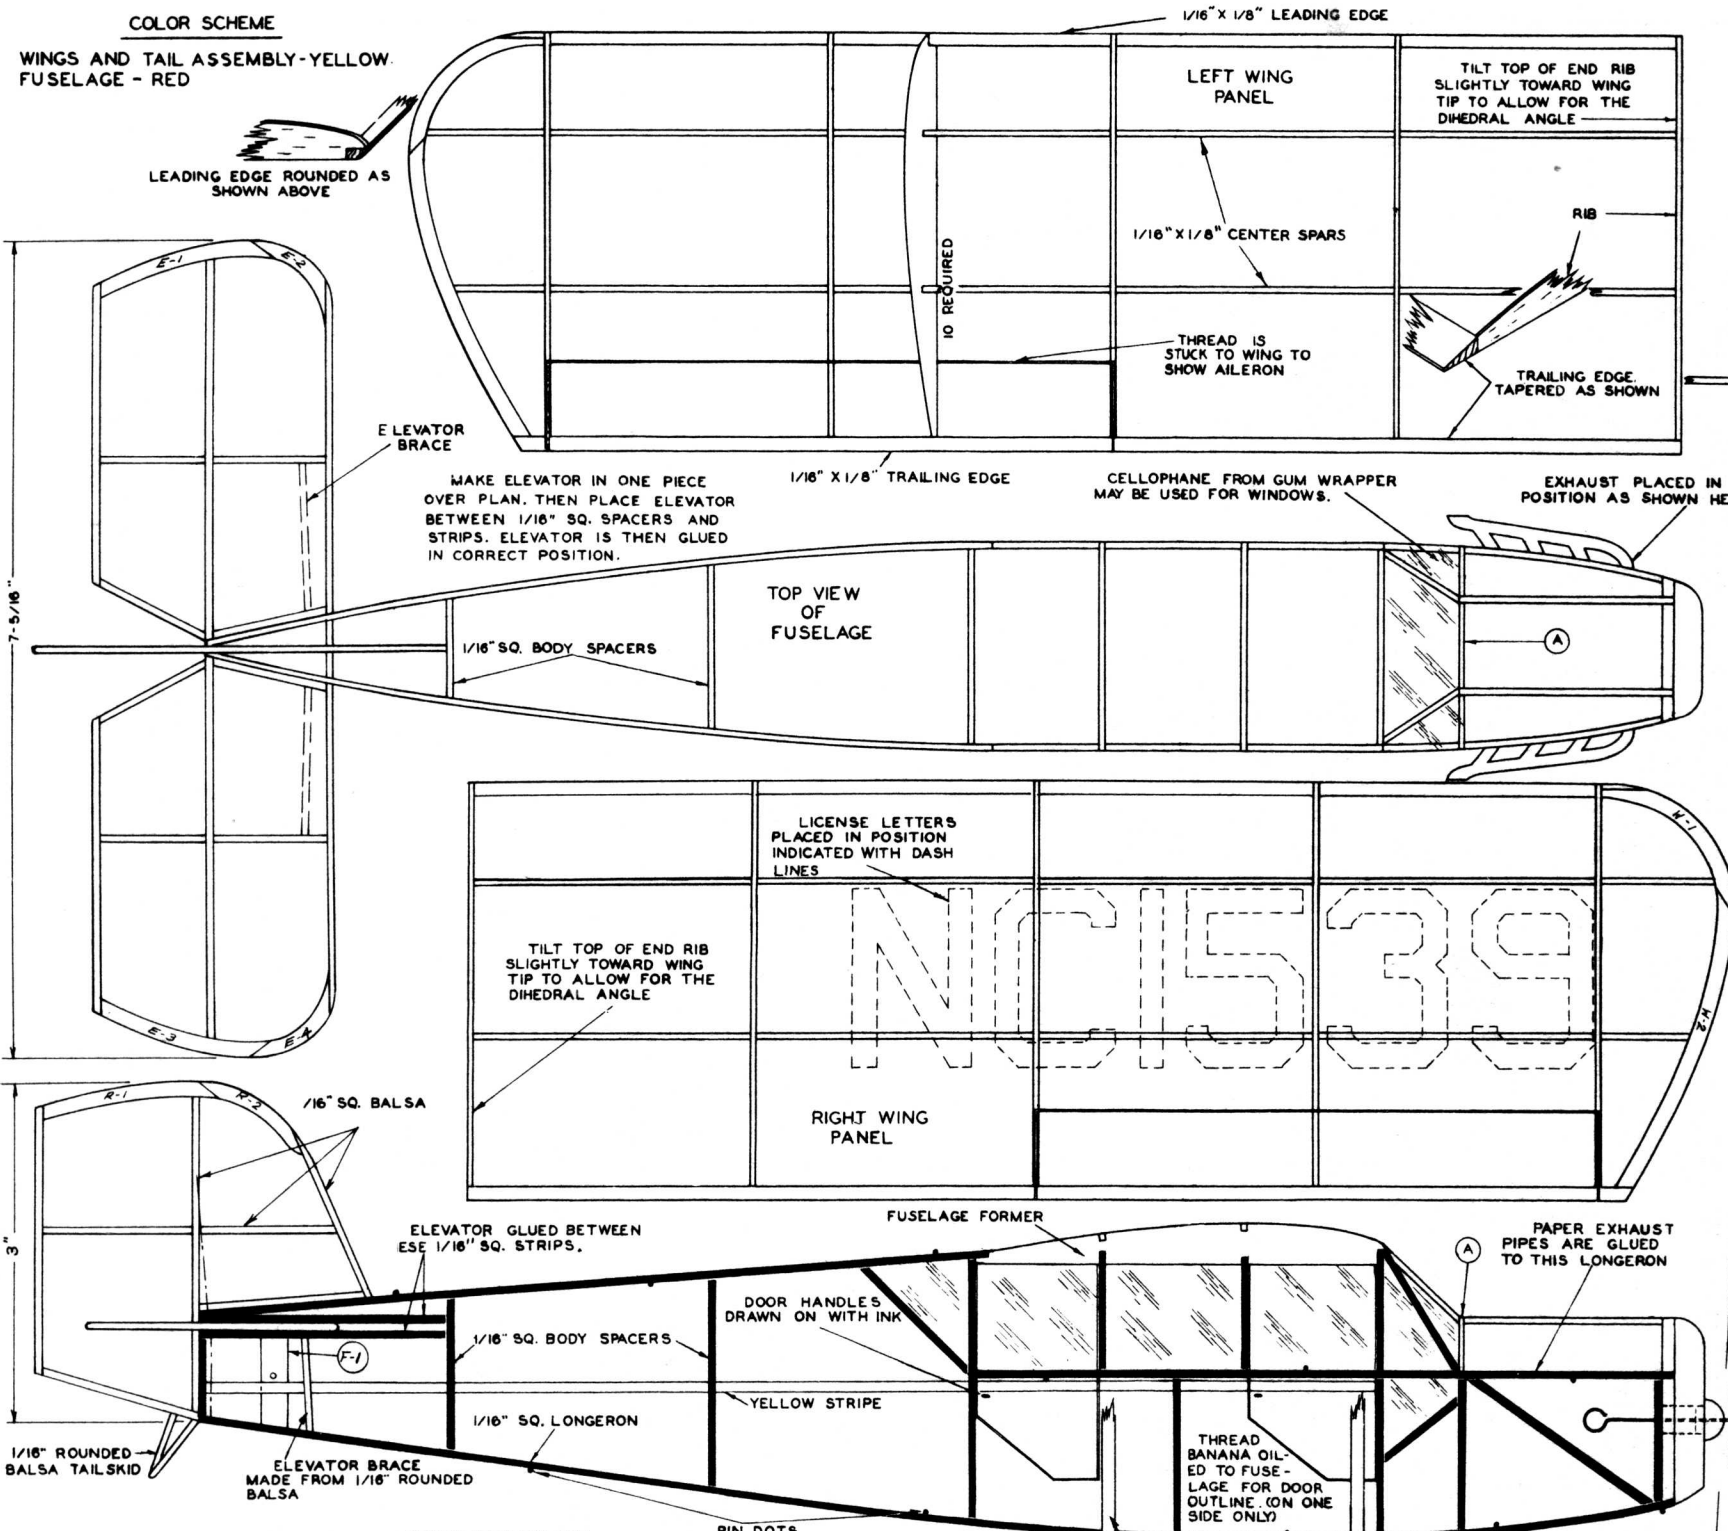 COLOR SCHEME
WINGS AND TAIL ASSEMBLY-YELLOW.
FUSELAGE - RED
LEADING EDGE ROUNDED AS
SHOWN ABOVE
1/16" X 1/8" LEADING EDGE
LEFT WING
PANEL
TILT TOP OF END RIB
SLIGHTLY TOWARD WING
TIP TO ALLOW FOR THE
DIHEDRAL ANGLE
RIB
1/16" X 1/8" CENTER SPARS
10 REQUIRED
THREAD IS
STUCK TO WING TO
SHOW AILERON
TRAILING EDGE.
TAPERED AS SHOWN
1/16" X 1/8" TRAILING EDGE
E-1
E-2
7-5/16"
ELEVATOR
BRACE
MAKE ELEVATOR IN ONE PIECE
OVER PLAN. THEN PLACE ELEVATOR
BETWEEN 1/16" SQ. SPACERS AND
STRIPS. ELEVATOR IS THEN GLUED
IN CORRECT POSITION.
CELLOPHANE FROM GUM WRAPPER
MAY BE USED FOR WINDOWS.
EXHAUST PLACED IN
POSITION AS SHOWN HE
TOP VIEW
OF
FUSELAGE
1/16" SQ. BODY SPACERS
A
E-3
E-4
LICENSE LETTERS
PLACED IN POSITION
INDICATED WITH DASH
LINES
W-1
NC1539
TILT TOP OF END RIB
SLIGHTLY TOWARD WING
TIP TO ALLOW FOR THE
DIHEDRAL ANGLE
W-2
RIGHT WING
PANEL
R-1
R-2
/16" SQ. BALSA
3"
ELEVATOR GLUED BETWEEN
ESE 1/16" SQ. STRIPS.
FUSELAGE FORMER
A
PAPER EXHAUST
PIPES ARE GLUED
TO THIS LONGERON
DOOR HANDLES
DRAWN ON WITH INK
1/16" SQ. BODY SPACERS
F-1
YELLOW STRIPE
1/16" SQ. LONGERON
1/16" ROUNDED
BALSA TAILSKID
ELEVATOR BRACE
MADE FROM 1/16" ROUNDED
BALSA
THREAD
BANANA OIL-
ED TO FUSE-
LAGE FOR DOOR
OUTLINE. (ON ONE
SIDE ONLY)
PIN DOTS